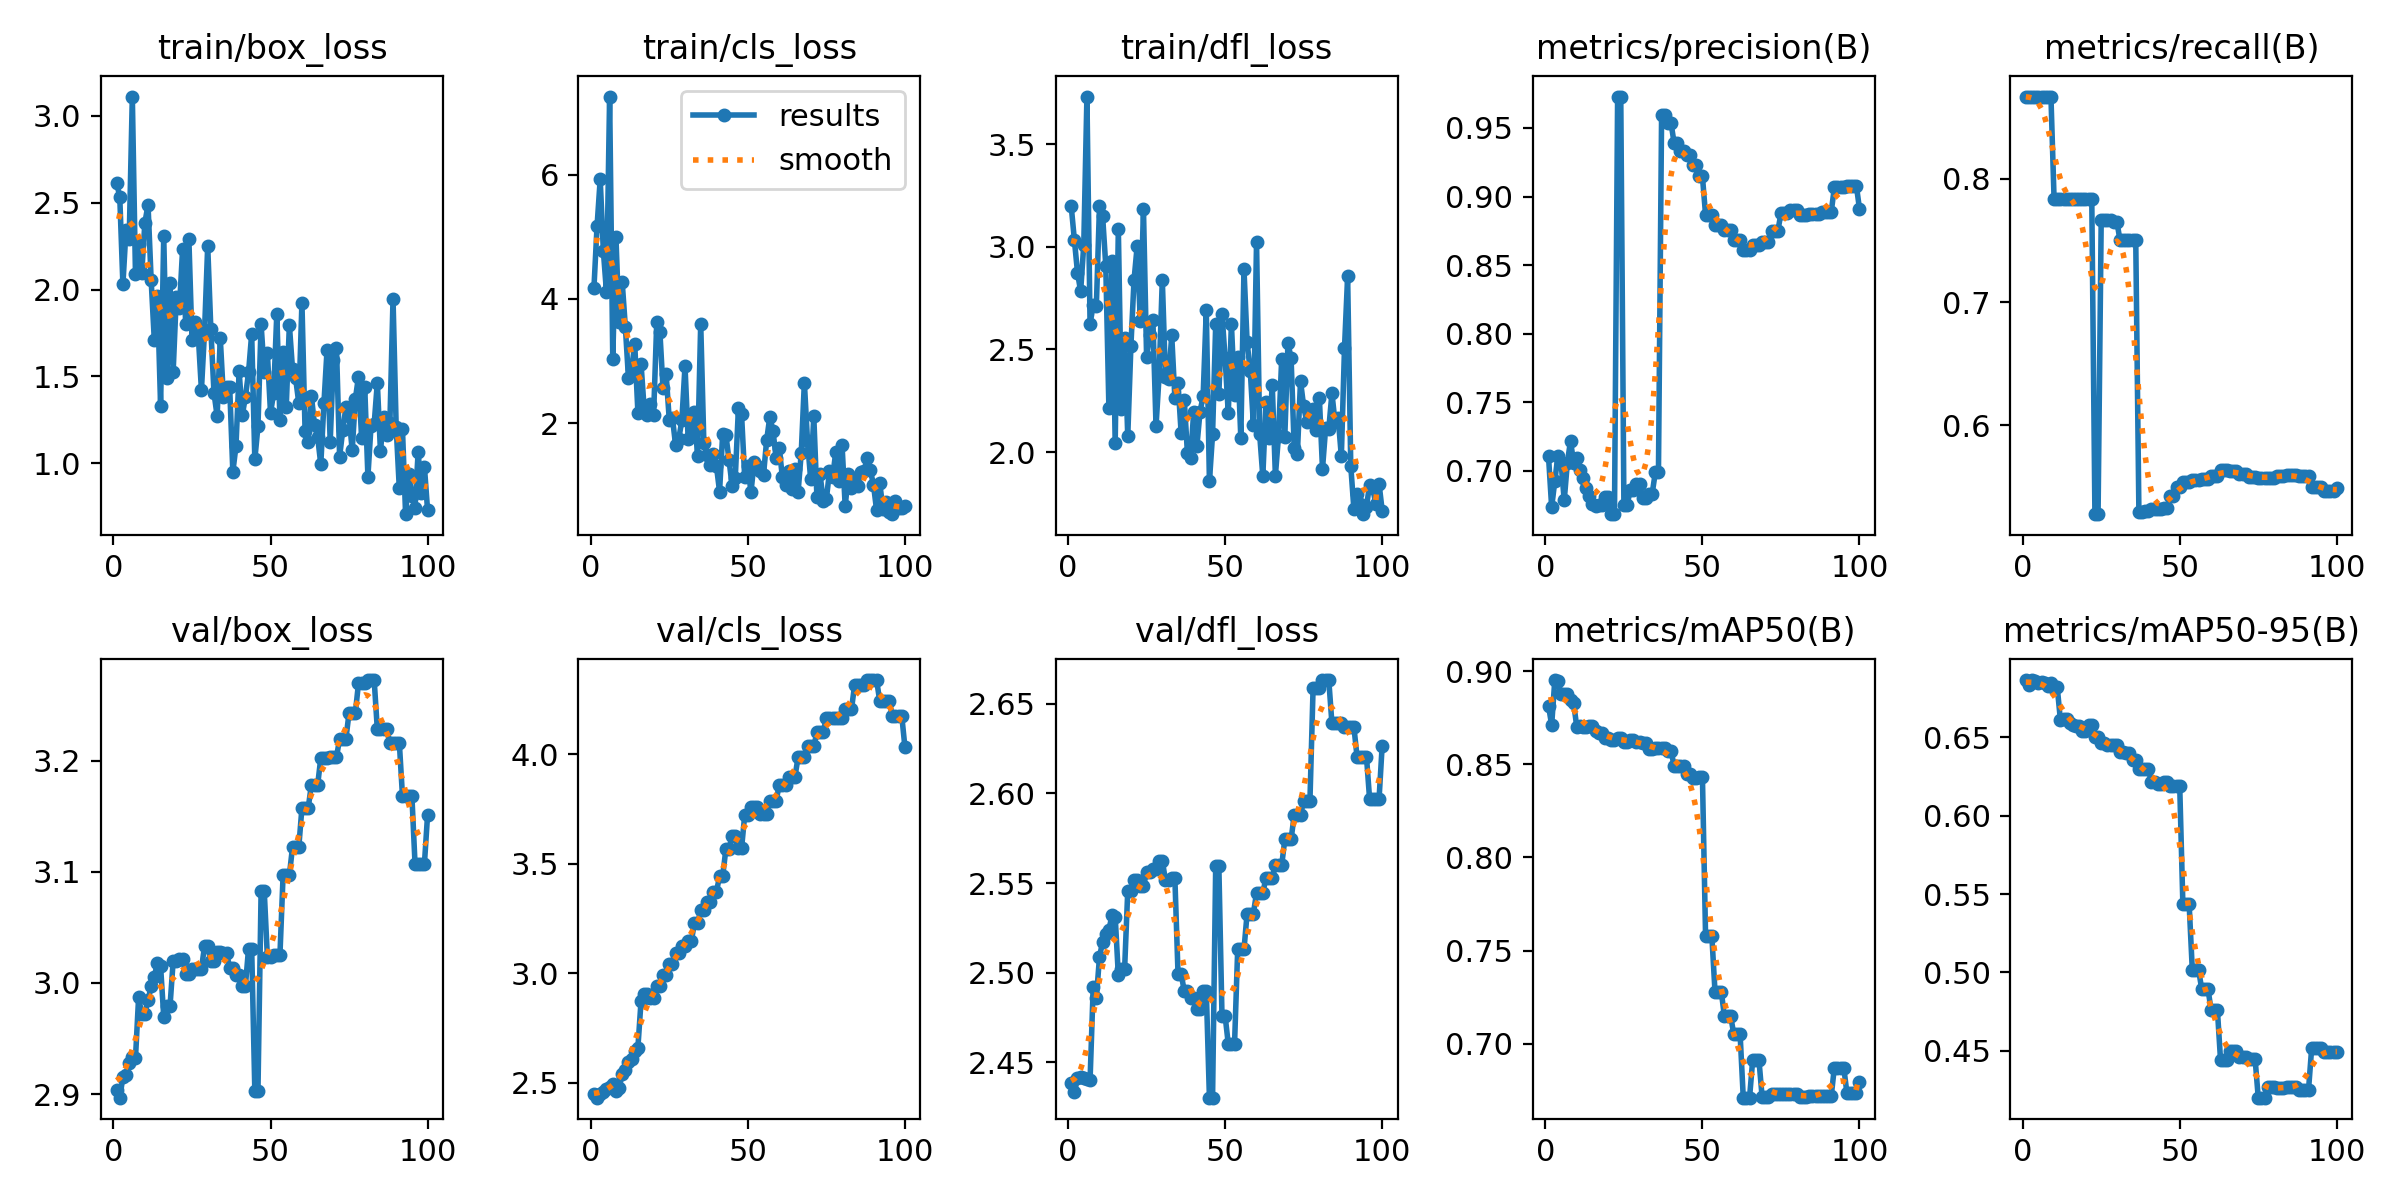 train/box_loss
3.0
2.5
2.0
1.5
1.0
0 50 100
train/cls_loss
results
smooth
6
4
2
0 50 100
train/dfl_loss
3.5
3.0
2.5
2.0
0 50 100
metrics/precision(B)
0.95
0.90
0.85
0.80
0.75
0.70
0 50 100
metrics/recall(B)
0.8
0.7
0.6
0 50 100
val/box_loss
3.2
3.1
3.0
2.9
0 50 100
val/cls_loss
4.0
3.5
3.0
2.5
0 50 100
val/dfl_loss
2.65
2.60
2.55
2.50
2.45
0 50 100
metrics/mAP50(B)
0.90
0.85
0.80
0.75
0.70
0 50 100
metrics/mAP50-95(B)
0.65
0.60
0.55
0.50
0.45
0 50 100